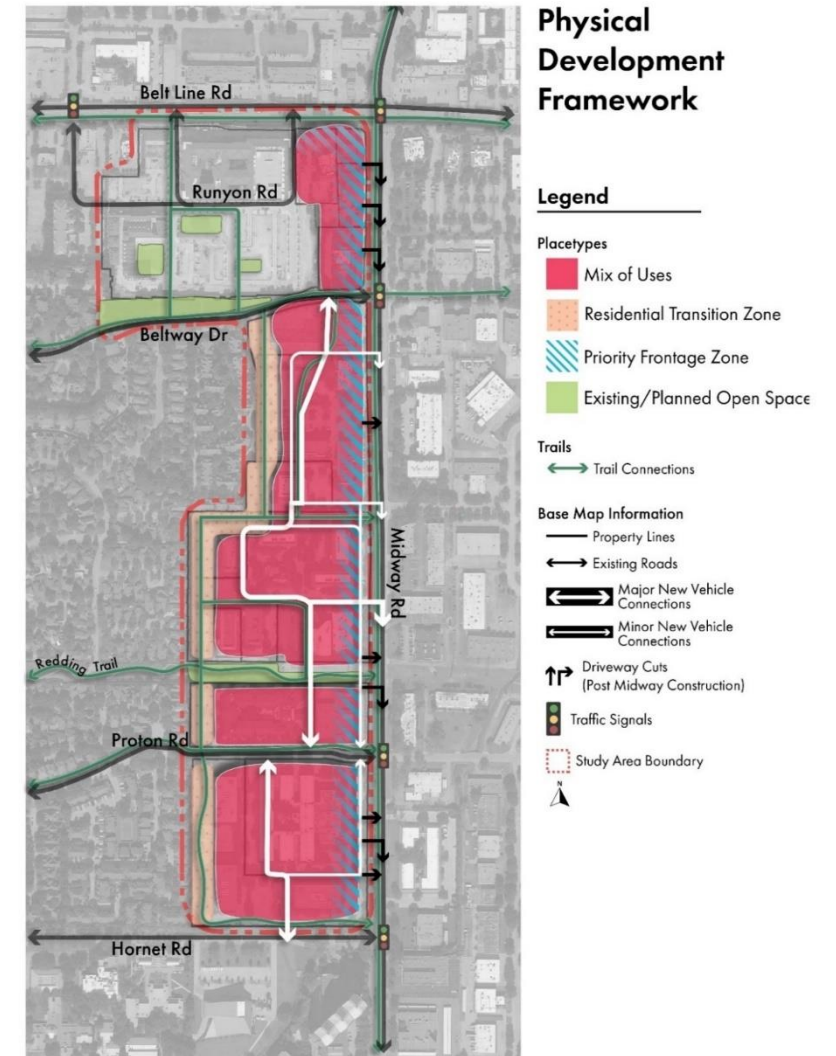 Physical
Development
Framework
Belt Line Rd
Runyon Rd
Beltway Dr
Midway Rd
Redding Trail
Proton Rd
Hornet Rd
Legend
Placetypes
Mix of Uses
Residential Transition Zone
Priority Frontage Zone
Existing/Planned Open Space
Trails
Trail Connections
Base Map Information
Property Lines
Existing Roads
Major New Vehicle
Connections
Minor New Vehicle
Connections
Driveway Cuts
(Post Midway Construction)
Traffic Signals
Study Area Boundary
N